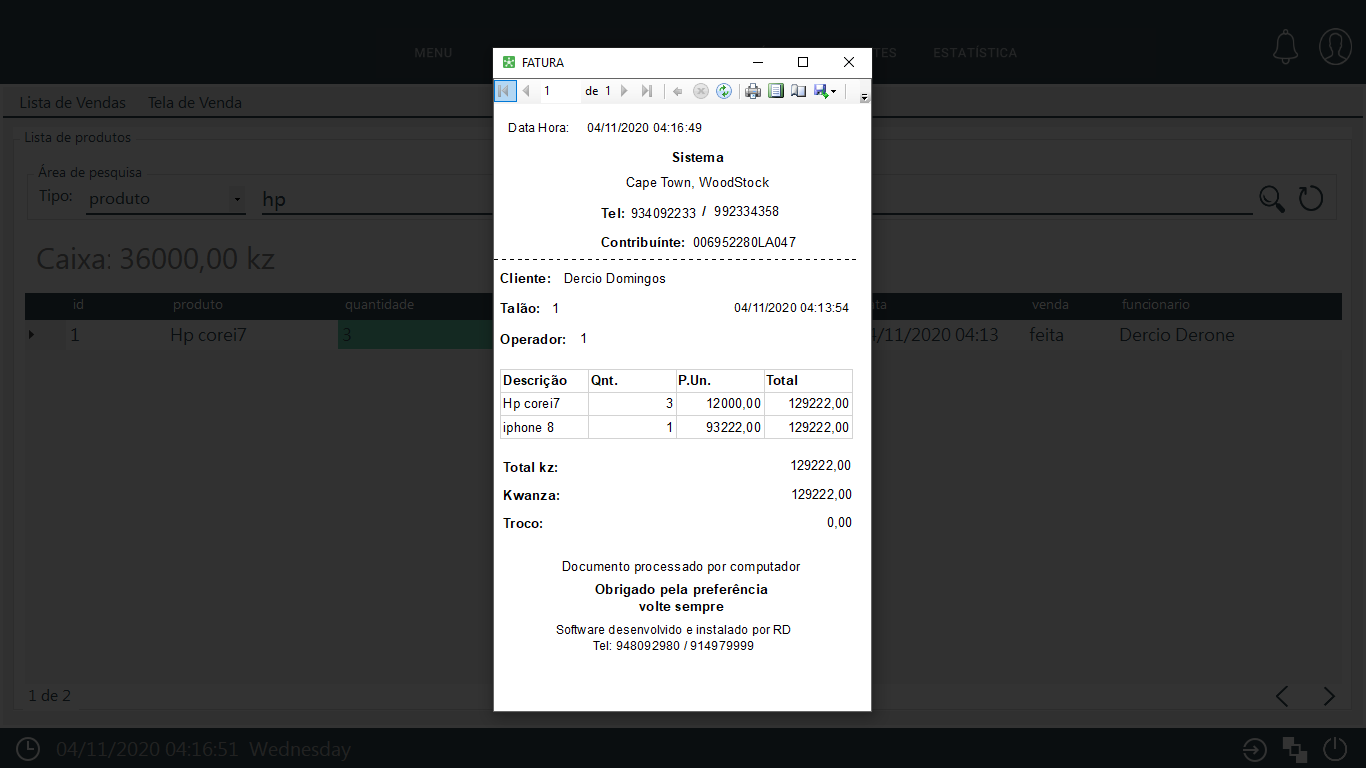 MENU
TES
ESTATÍSTICA
FATURA
1 de 1
Lista de Vendas Tela de Venda
Lista de produtos
Área de pesquisa
Tipo: produto hp
Caixa: 36000,00 kz
id produto quantidade ta venda funcionario
1 Hp corei7 3 4/11/2020 04:13 feita Dercio Derone
Data Hora: 04/11/2020 04:16:49
Sistema
Cape Town, WoodStock
Tel: 934092233 / 992334358
Contribuínte: 006952280LA047
Cliente: Dercio Domingos
Talão: 1 04/11/2020 04:13:54
Operador: 1
Descrição Qnt. P.Un. Total
Hp corei7 3 12000,00 129222,00
iphone 8 1 93222,00 129222,00
Total kz: 129222,00
Kwanza: 129222,00
Troco: 0,00
Documento processado por computador
Obrigado pela preferência
volte sempre
Software desenvolvido e instalado por RD
Tel: 948092980 / 914979999
1 de 2
04/11/2020 04:16:51 Wednesday